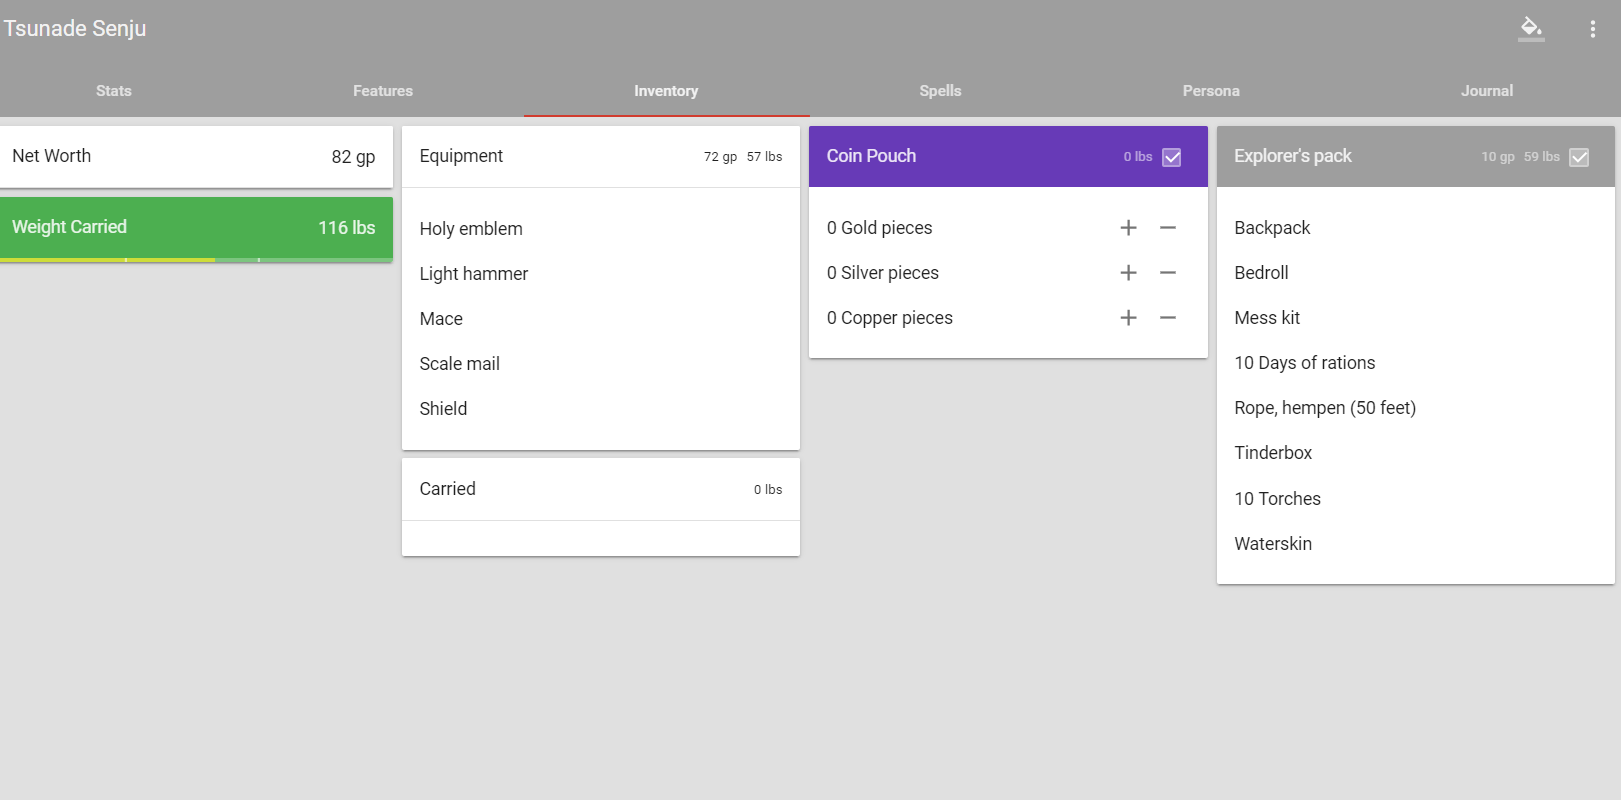 Tsunade Senju
Stats Features Inventory Spells Persona Journal
Net Worth 82 gp
Weight Carried 116 lbs
Equipment 72 gp 57 lbs
Holy emblem
Light hammer
Mace
Scale mail
Shield
Carried 0 lbs
Coin Pouch 0 lbs
0 Gold pieces
0 Silver pieces
0 Copper pieces
Explorer's pack 10 gp 59 lbs
Backpack
Bedroll
Mess kit
10 Days of rations
Rope, hempen (50 feet)
Tinderbox
10 Torches
Waterskin